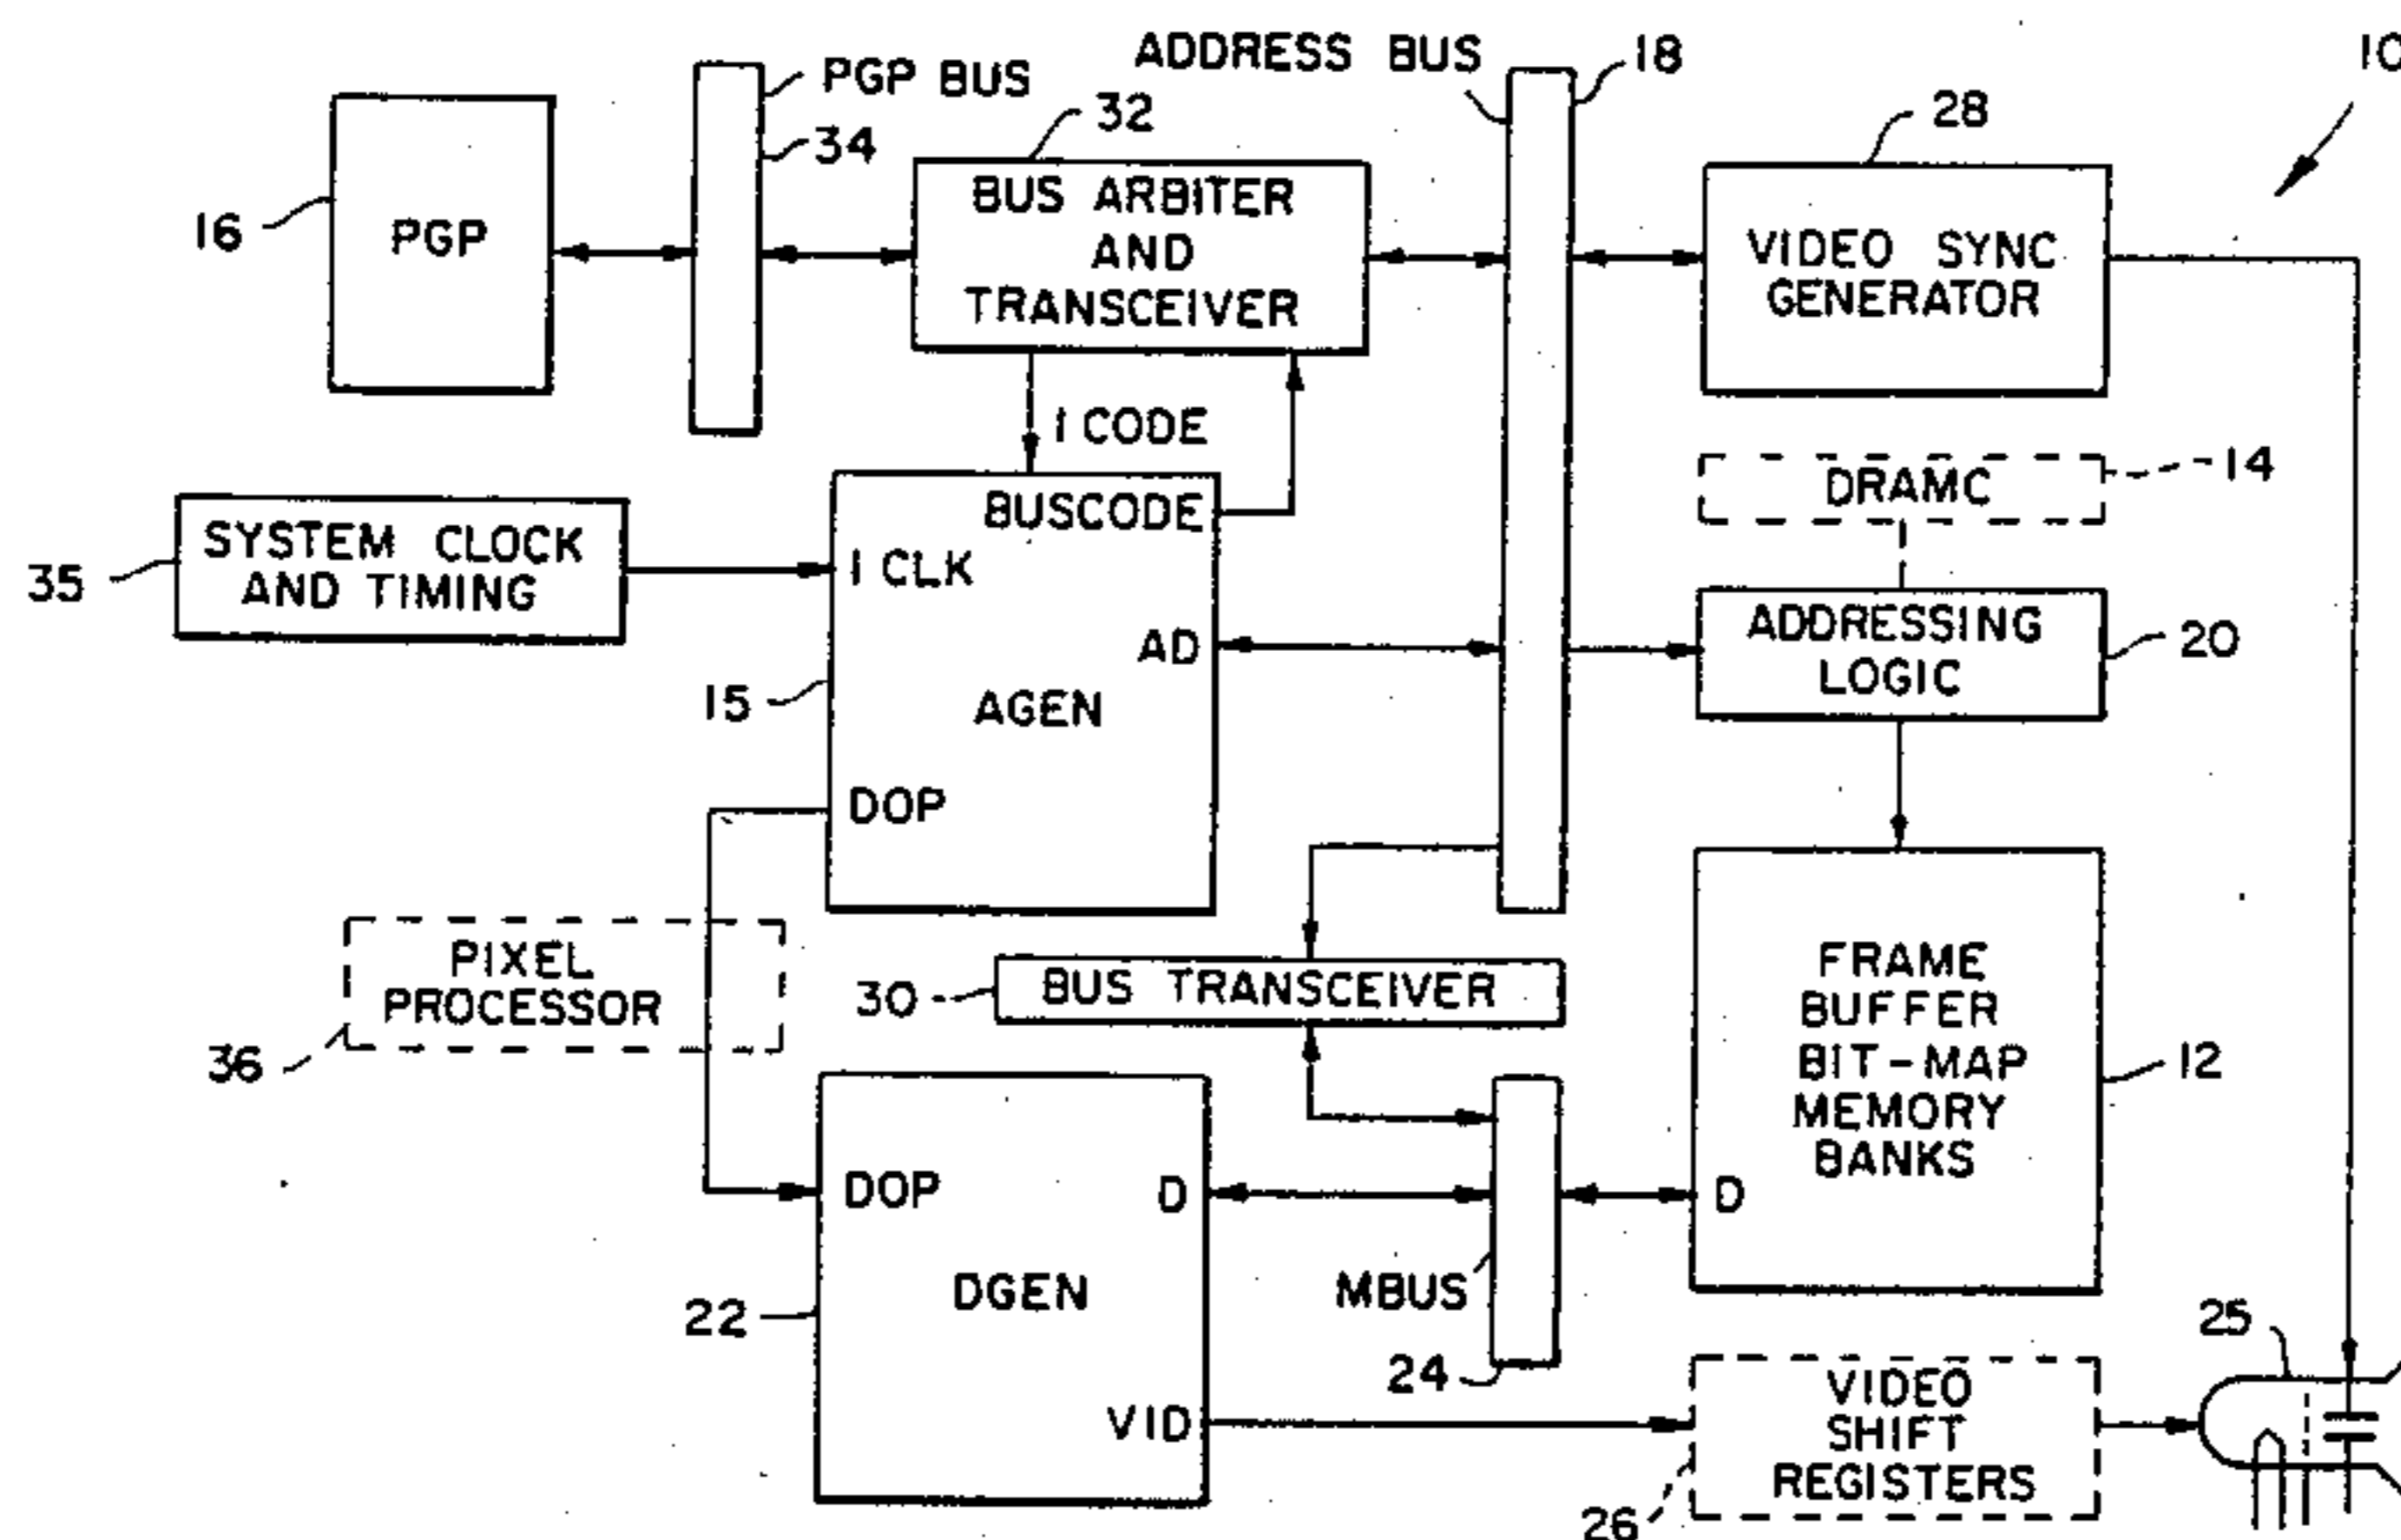 ADDRESS BUS
18
10
PGP BUS
32
28
34
BUS ARBITER
AND
TRANSCEIVER
16
PGP
VIDEO SYNC
GENERATOR
I CODE
DRAMC
14
BUSCODE
SYSTEM CLOCK
AND TIMING
35
I CLK
ADDRESSING
LOGIC
20
AD
15
AGEN
DOP
PIXEL
PROCESSOR
36
30
BUS TRANSCEIVER
FRAME
BUFFER
BIT-MAP
MEMORY
BANKS
12
DOP
D
D
DGEN
22
MBUS
24
25
VID
VIDEO
SHIFT
REGISTERS
26